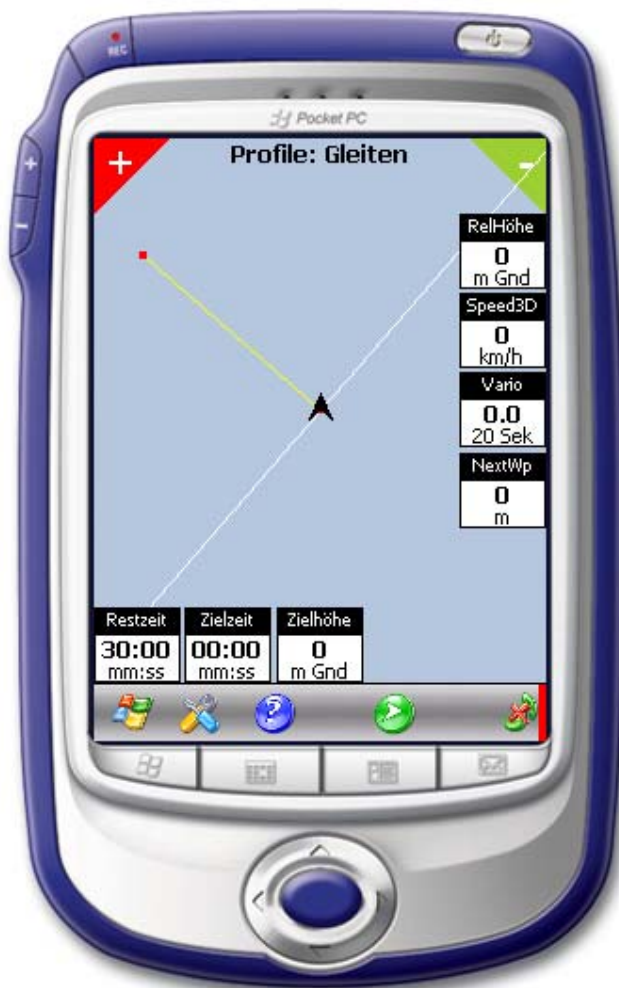 REC
Pocket PC
+
-
Profile: Gleiten
RelHöhe
0
m Gnd
Speed3D
0
km/h
Vario
0.0
20 Sek
NextWp
0
m
Restzeit
30:00
mm:ss
Zielzeit
00:00
mm:ss
Zielhöhe
0
m Gnd